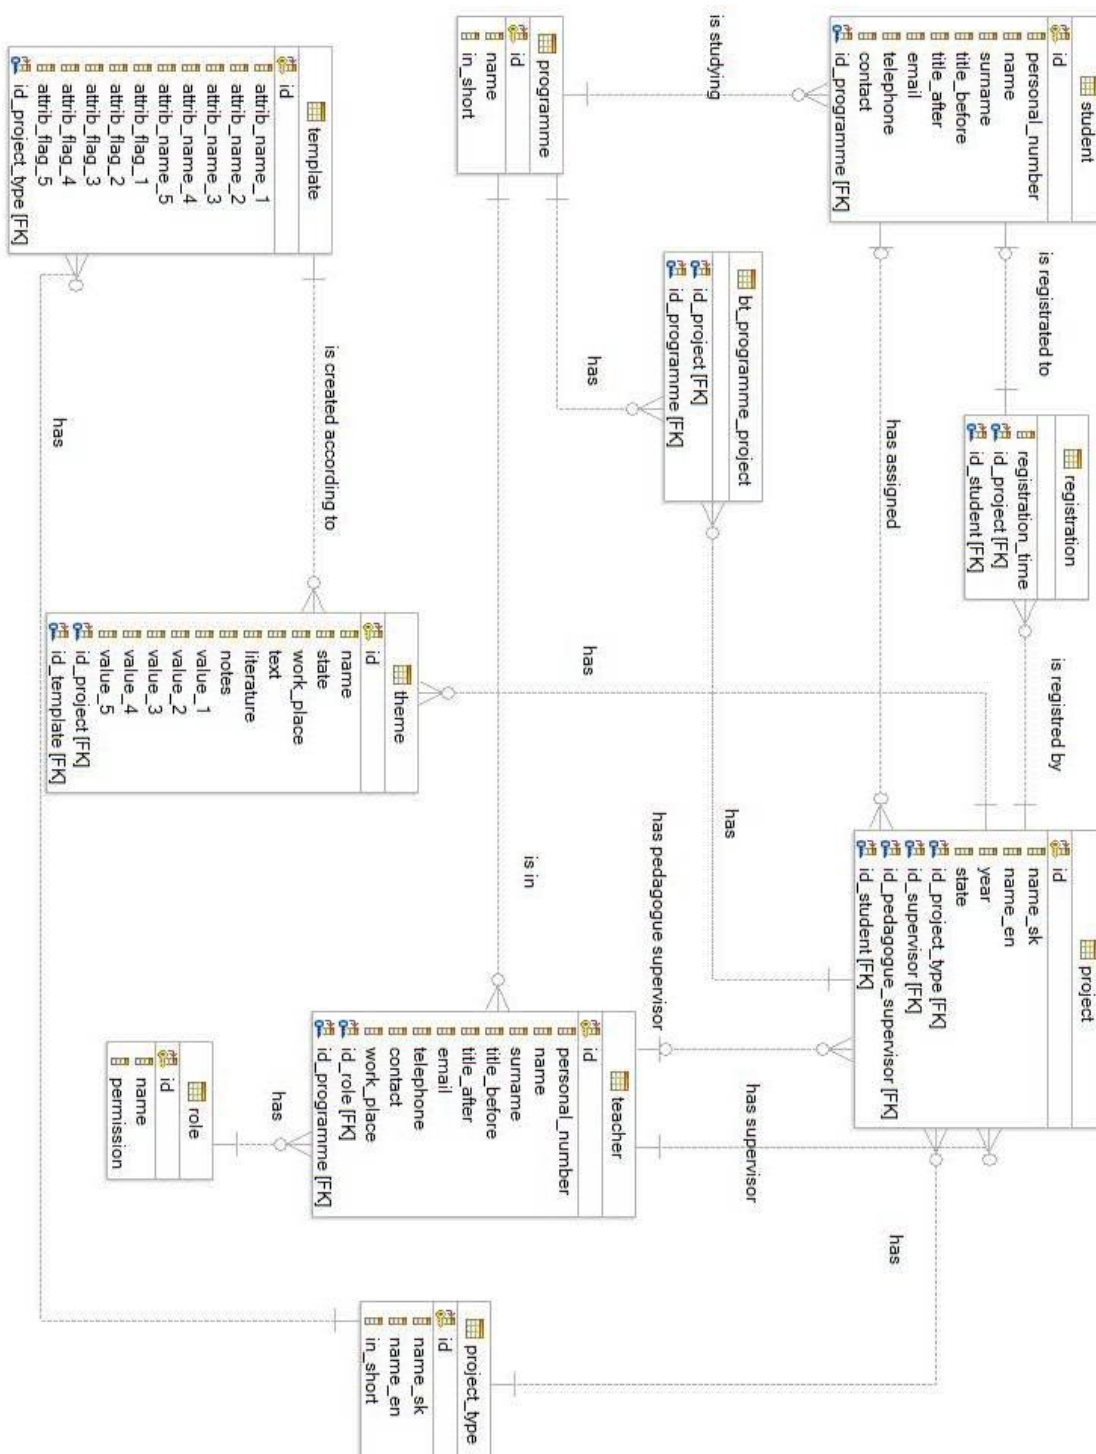 student
id
personal_number
name
surname
title_before
title_after
email
telephone
contact
id_programme [FK]
is registrated to
registration
registration_time
id_project [FK]
id_student [FK]
is registred by
project
id
name_sk
name_en
year
state
id_project_type [FK]
id_supervisor [FK]
id_pedagogue_supervisor [FK]
id_student [FK]
is studying
has assigned
programme
id
name
in_short
bt_programme_project
id_project [FK]
id_programme [FK]
has
has
has
has pedagogue supervisor
has supervisor
has
is in
teacher
id
personal_number
name
surname
title_before
title_after
email
telephone
contact
work_place
id_role [FK]
id_programme [FK]
template
id
attrib_name_1
attrib_name_2
attrib_name_3
attrib_name_4
attrib_name_5
attrib_flag_1
attrib_flag_2
attrib_flag_3
attrib_flag_4
attrib_flag_5
id_project_type [FK]
is created according to
has
theme
id
name
state
work_place
text
literature
notes
value_1
value_2
value_3
value_4
value_5
id_project [FK]
id_template [FK]
role
id
name
permission
has
project_type
id
name_sk
name_en
in_short